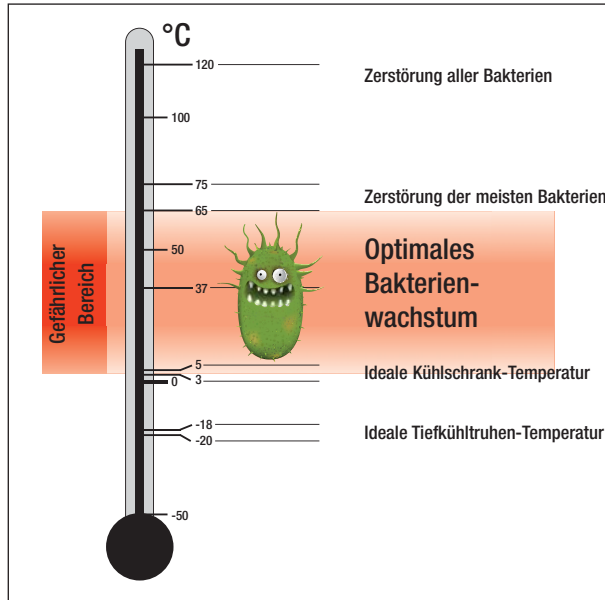 °C
120
Zerstörung aller Bakterien
100
75
Zerstörung der meisten Bakterien
65
50
Optimales
Bakterien-
wachstum
37
Gefährlicher
Bereich
5
Ideale Kühlschrank-Temperatur
3
0
-18
Ideale Tiefkühltruhen-Temperatur
-20
-50